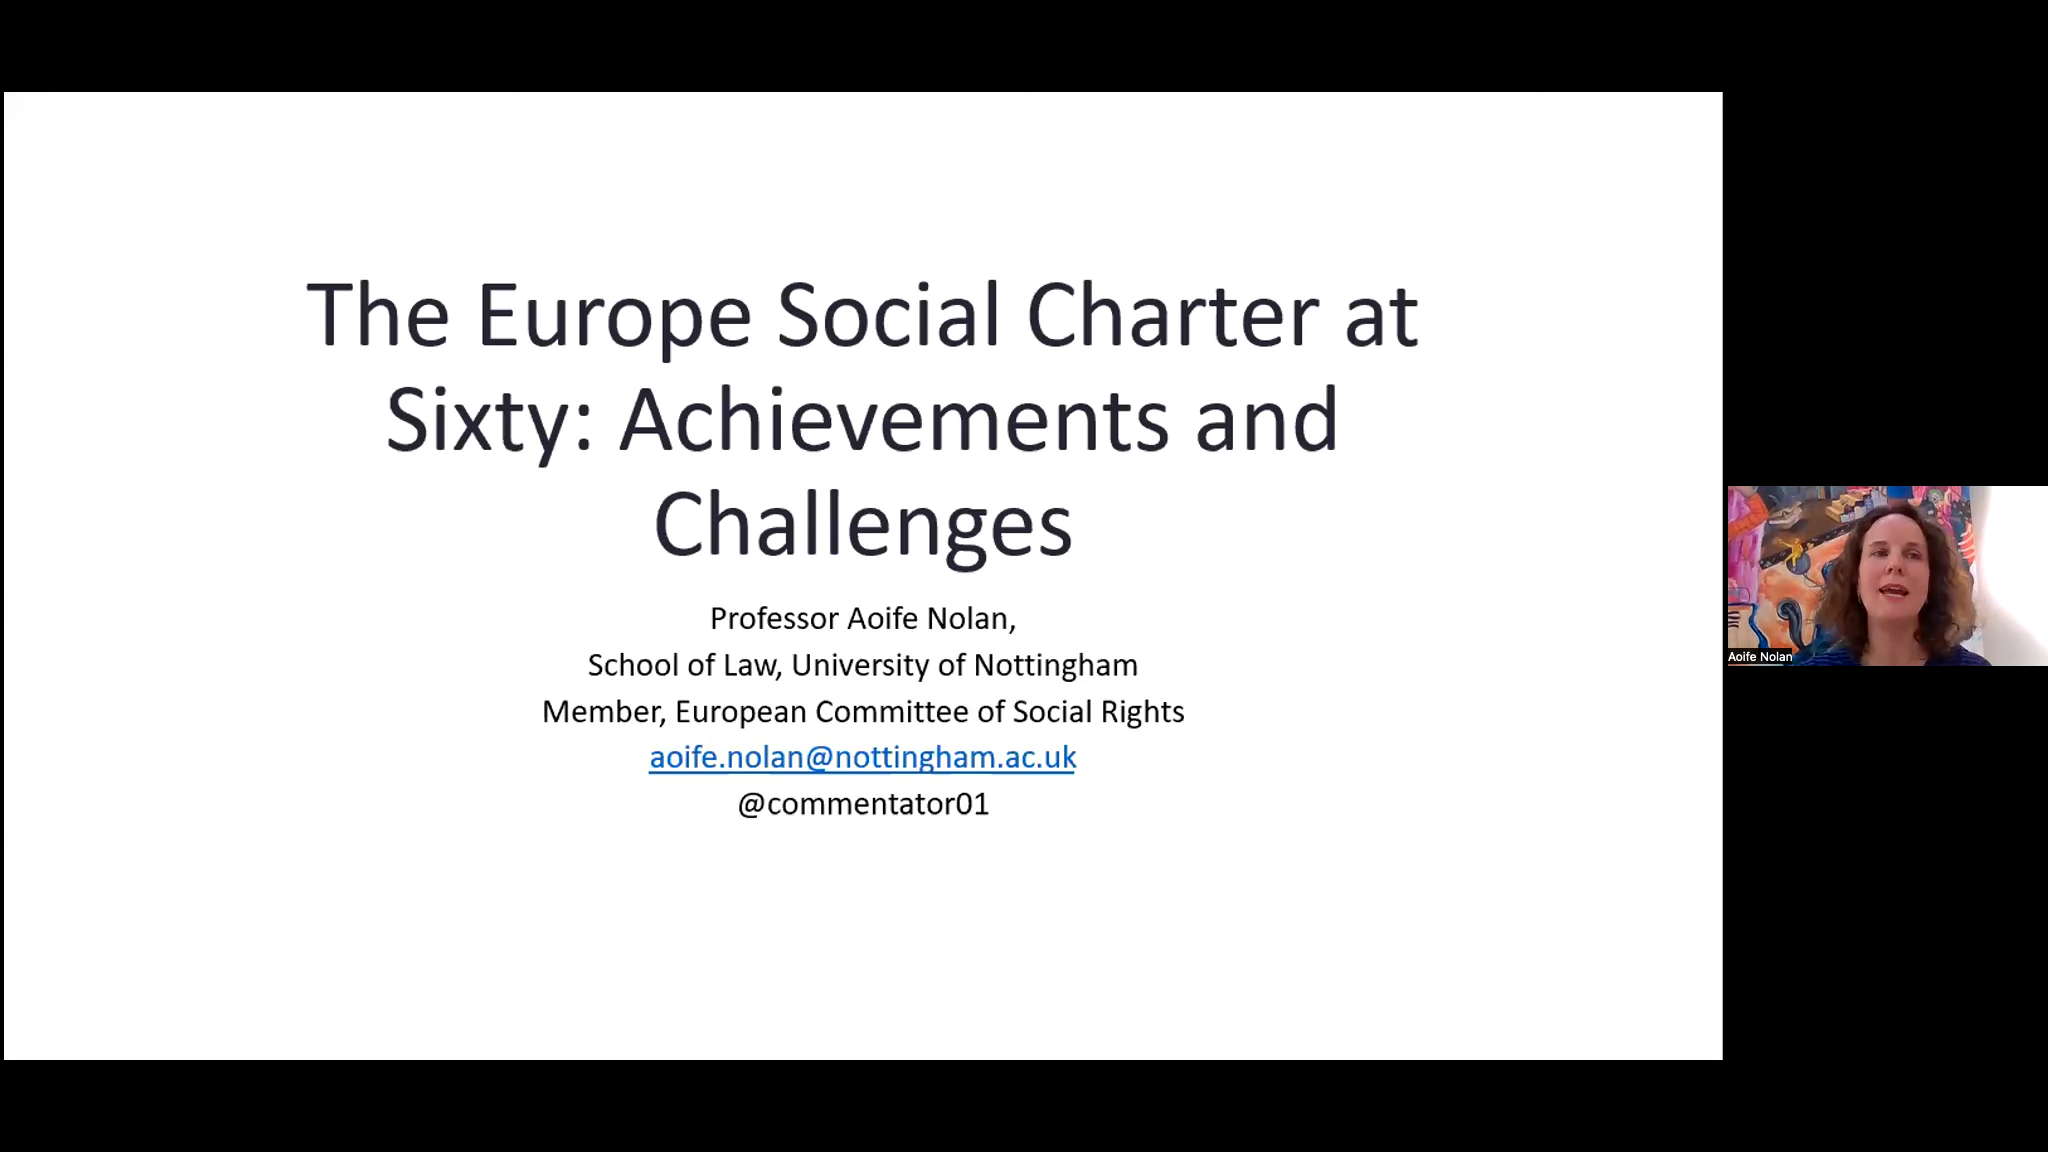 The Europe Social Charter at
Sixty: Achievements and
Challenges
Professor Aoife Nolan,
School of Law, University of Nottingham
Member, European Committee of Social Rights
aoife.nolan@nottingham.ac.uk
@commentator01
Aoife Nolan